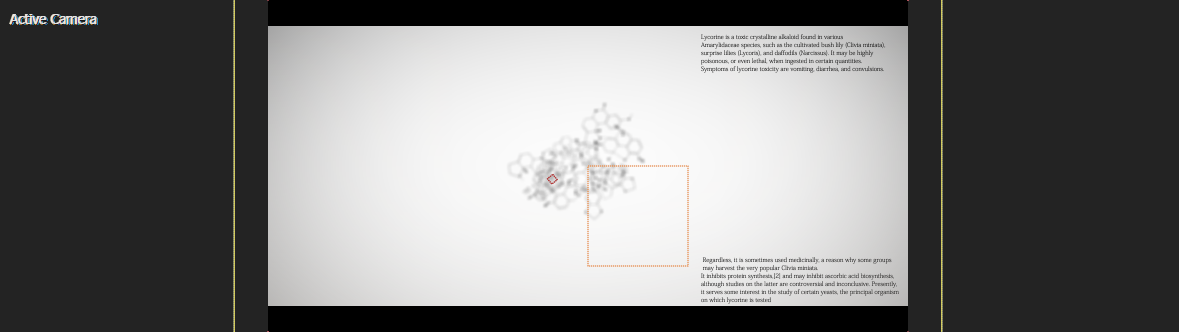 Active Camera
Lycorine is a toxic crystalline alkaloid found in various
Amaryllidaceae species, such as the cultivated bush lily (Clivia miniata),
surprise lilies (Lycoris), and daffodils (Narcissus). It may be highly
poisonous, or even lethal, when ingested in certain quantities.
Symptoms of lycorine toxicity are vomiting, diarrhea, and convulsions.
Regardless, it is sometimes used medicinally, a reason why some groups
may harvest the very popular Clivia miniata.
It inhibits protein synthesis,[2] and may inhibit ascorbic acid biosynthesis,
although studies on the latter are controversial and inconclusive. Presently,
it serves some interest in the study of certain yeasts, the principal organism
on which lycorine is tested